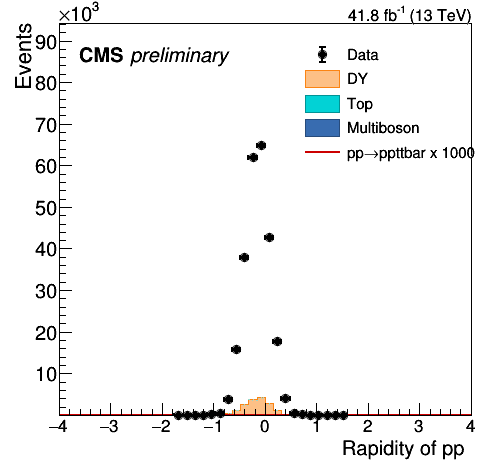 ×10³
41.8 fb⁻¹ (13 TeV)
Events
CMS preliminary
Data
DY
Top
Multiboson
pp→ppttbar x 1000
90
80
70
60
50
40
30
20
10
−4 −3 −2 −1 0 1 2 3 4
Rapidity of pp